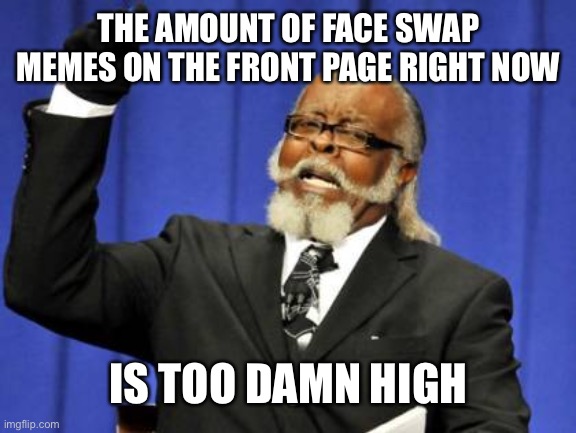 THE AMOUNT OF FACE SWAP
MEMES ON THE FRONT PAGE RIGHT NOW
IS TOO DAMN HIGH
imgflip.com